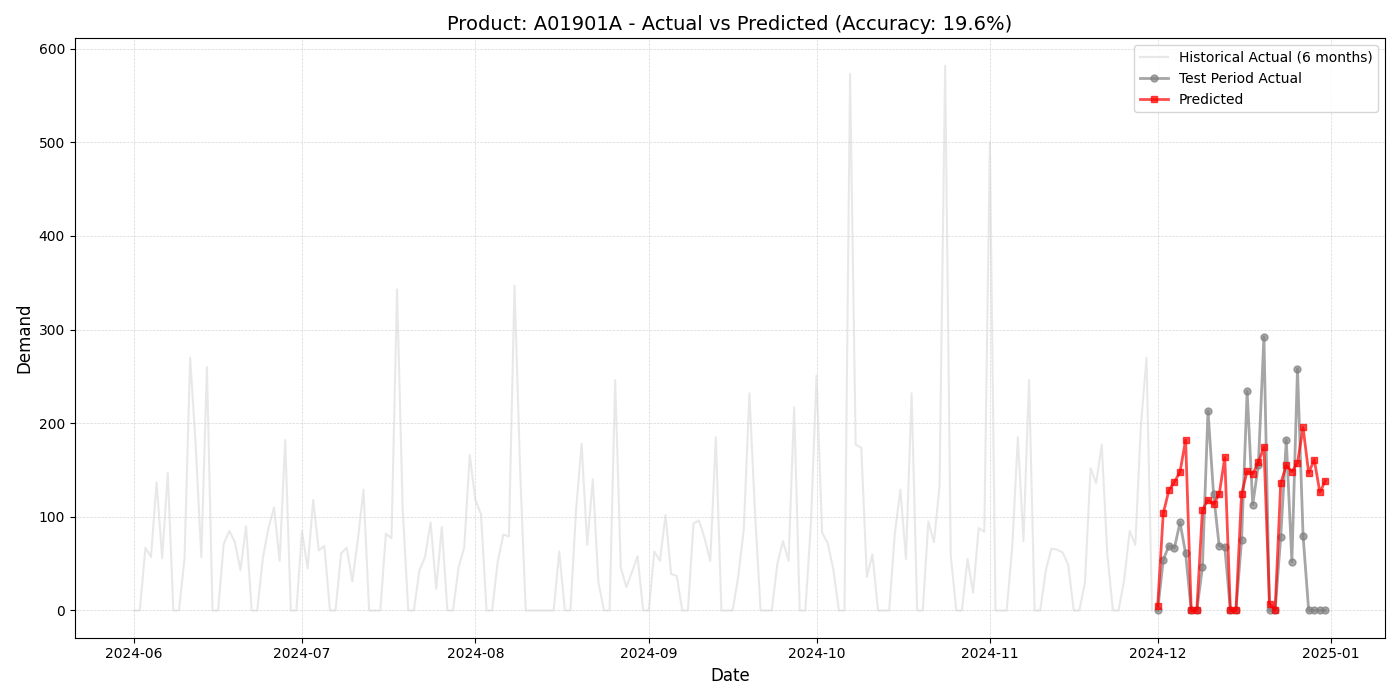 Product: A01901A - Actual vs Predicted (Accuracy: 19.6%)
Historical Actual (6 months)
Test Period Actual
Predicted
Demand
600
500
400
300
200
100
0
2024-06
2024-07
2024-08
2024-09
2024-10
2024-11
2024-12
2025-01
Date